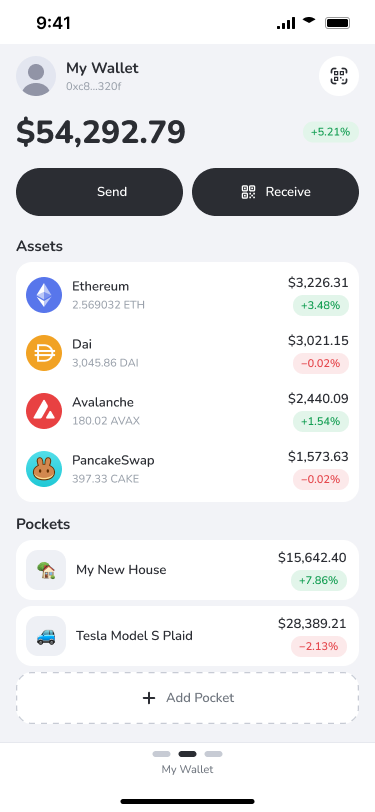 9:41
My Wallet
0xc8...320f
$54,292.79
+5.21%
Send
Receive
Assets
Ethereum
$3,226.31
2.569032 ETH
+3.48%
Dai
$3,021.15
3,045.86 DAI
−0.02%
Avalanche
$2,440.09
180.02 AVAX
+1.54%
PancakeSwap
$1,573.63
397.33 CAKE
−0.02%
Pockets
My New House
$15,642.40
+7.86%
Tesla Model S Plaid
$28,389.21
−2.13%
Add Pocket
My Wallet